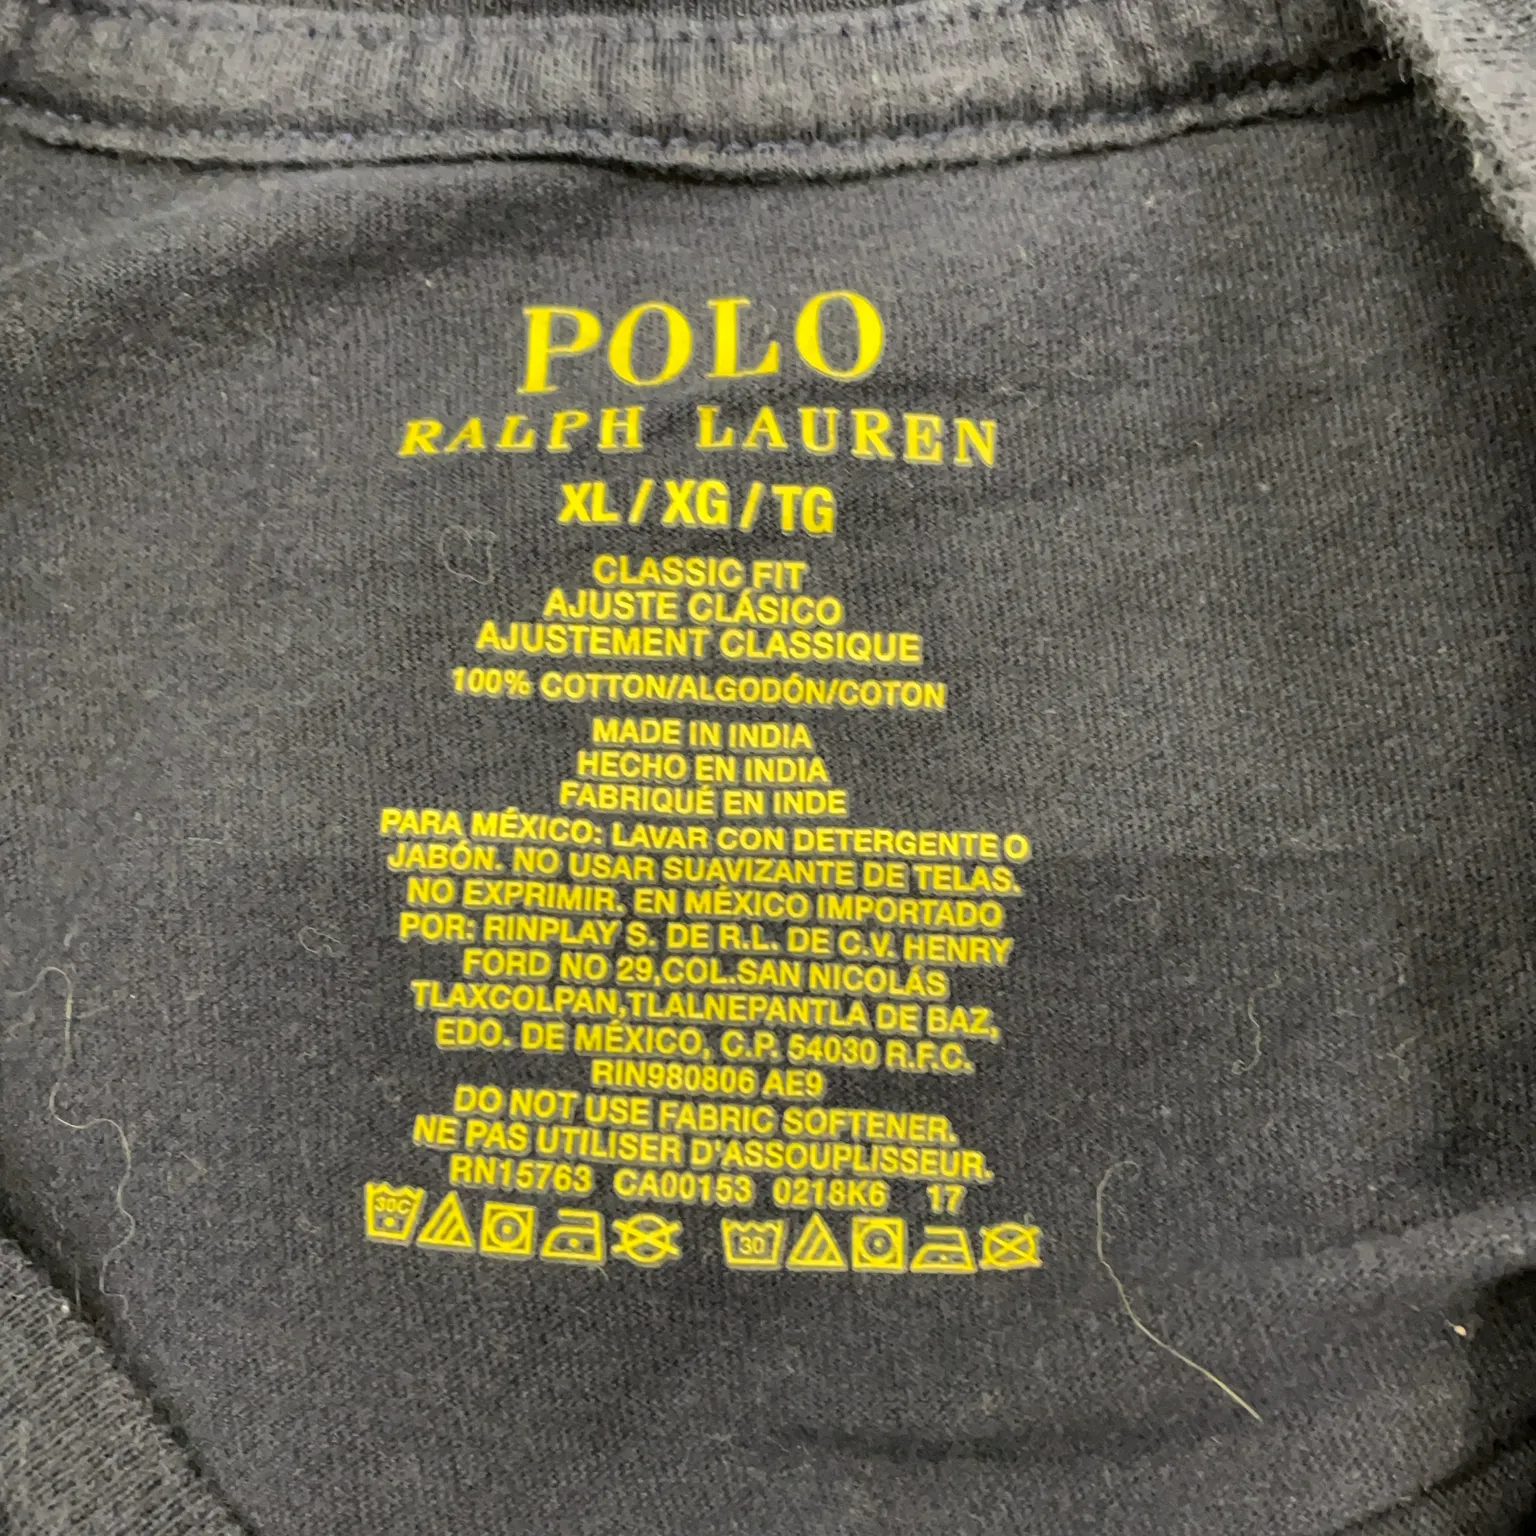 POLO
RALPH LAUREN
XL / XG / TG
CLASSIC FIT
AJUSTE CLÁSICO
AJUSTEMENT CLASSIQUE
100% COTTON/ALGODÓN/COTON
MADE IN INDIA
HECHO EN INDIA
FABRIQUÉ EN INDE
PARA MÉXICO: LAVAR CON DETERGENTE O
JABÓN. NO USAR SUAVIZANTE DE TELAS.
NO EXPRIMIR. EN MÉXICO IMPORTADO
POR: RINPLAY S. DE R.L. DE C.V. HENRY
FORD NO 29,COL.SAN NICOLÁS
TLAXCOLPAN,TLALNEPANTLA DE BAZ,
EDO. DE MÉXICO, C.P. 54030 R.F.C.
RIN980806 AE9
DO NOT USE FABRIC SOFTENER.
NE PAS UTILISER D'ASSOUPLISSEUR.
RN15763 CA00153 0218K6 17
30C 30